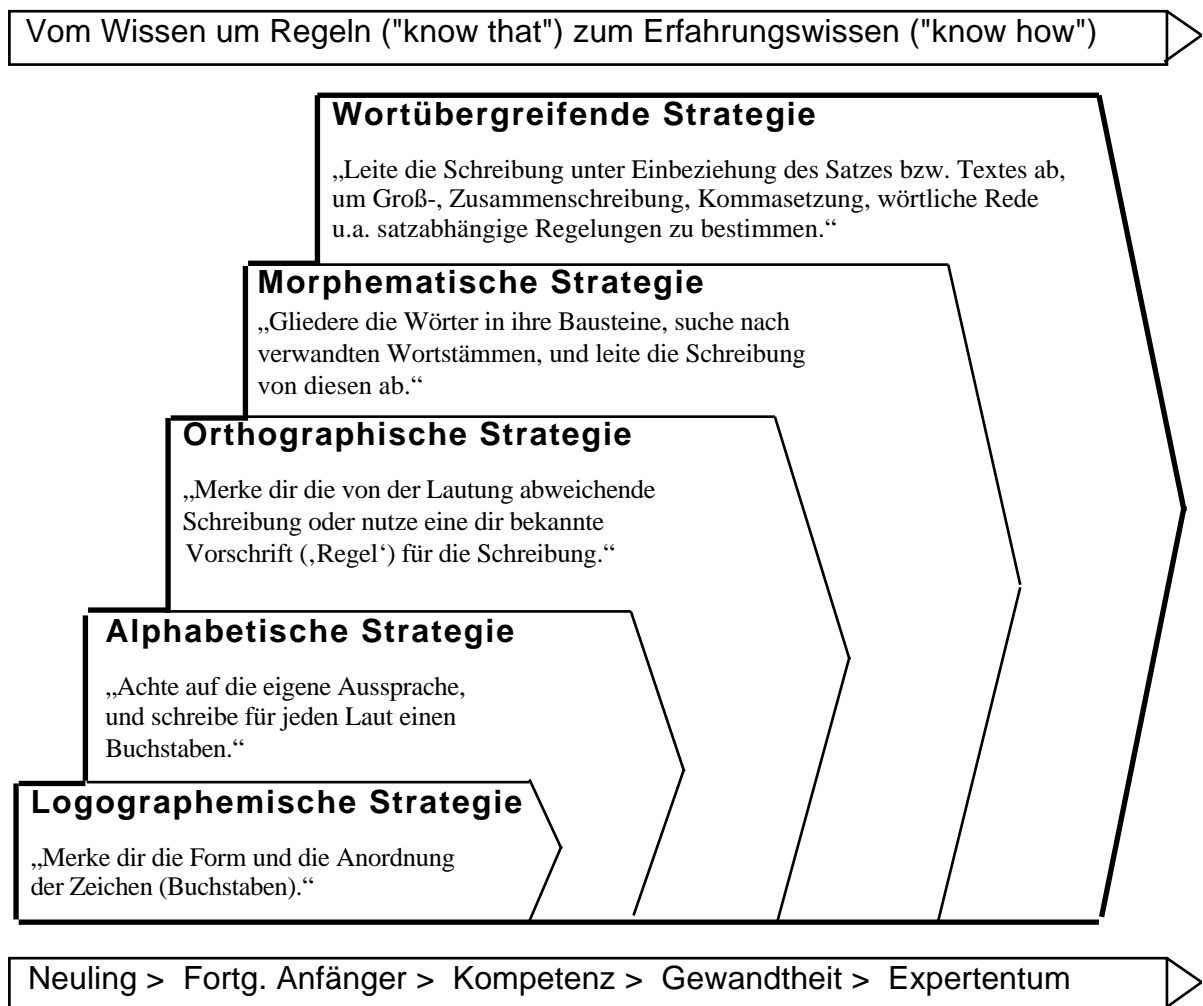 Vom Wissen um Regeln ("know that") zum Erfahrungswissen ("know how")
Wortübergreifende Strategie
„Leite die Schreibung unter Einbeziehung des Satzes bzw. Textes ab,
um Groß-, Zusammenschreibung, Kommasetzung, wörtliche Rede
u.a. satzabhängige Regelungen zu bestimmen.“
Morphematische Strategie
„Gliedere die Wörter in ihre Bausteine, suche nach
verwandten Wortstämmen, und leite die Schreibung
von diesen ab.“
Orthographische Strategie
„Merke dir die von der Lautung abweichende
Schreibung oder nutze eine dir bekannte
Vorschrift (‚Regel‘) für die Schreibung.“
Alphabetische Strategie
„Achte auf die eigene Aussprache,
und schreibe für jeden Laut einen
Buchstaben.“
Logographemische Strategie
„Merke dir die Form und die Anordnung
der Zeichen (Buchstaben).“
Neuling > Fortg. Anfänger > Kompetenz > Gewandtheit > Expertentum